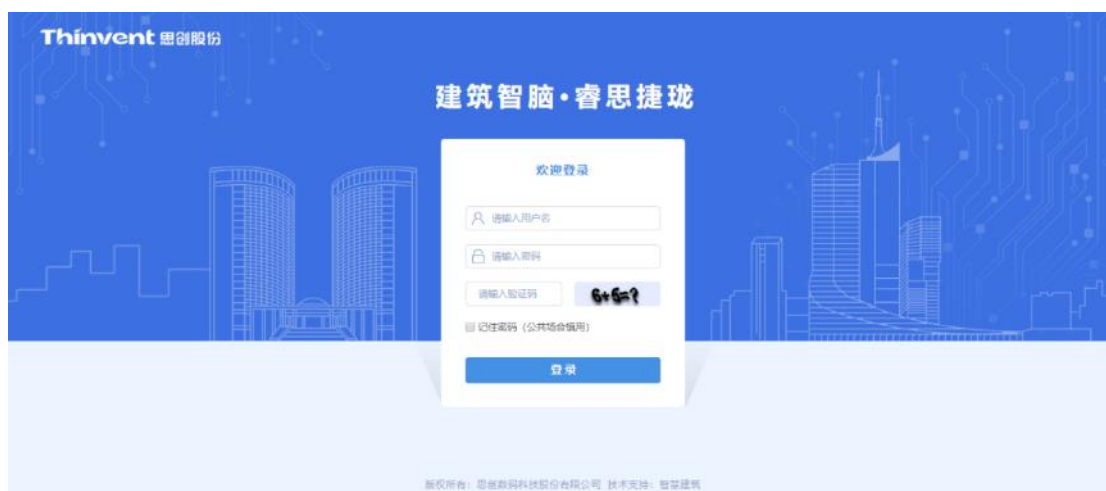 Thinvent 思创股份
建筑智脑·睿思捷珑
欢迎登录
请输入用户名
请输入密码
请输入验证码
6+6=?
记住密码（公共场合慎用）
登录
版权所有：思创数码科技股份有限公司 技术支持：智慧建筑